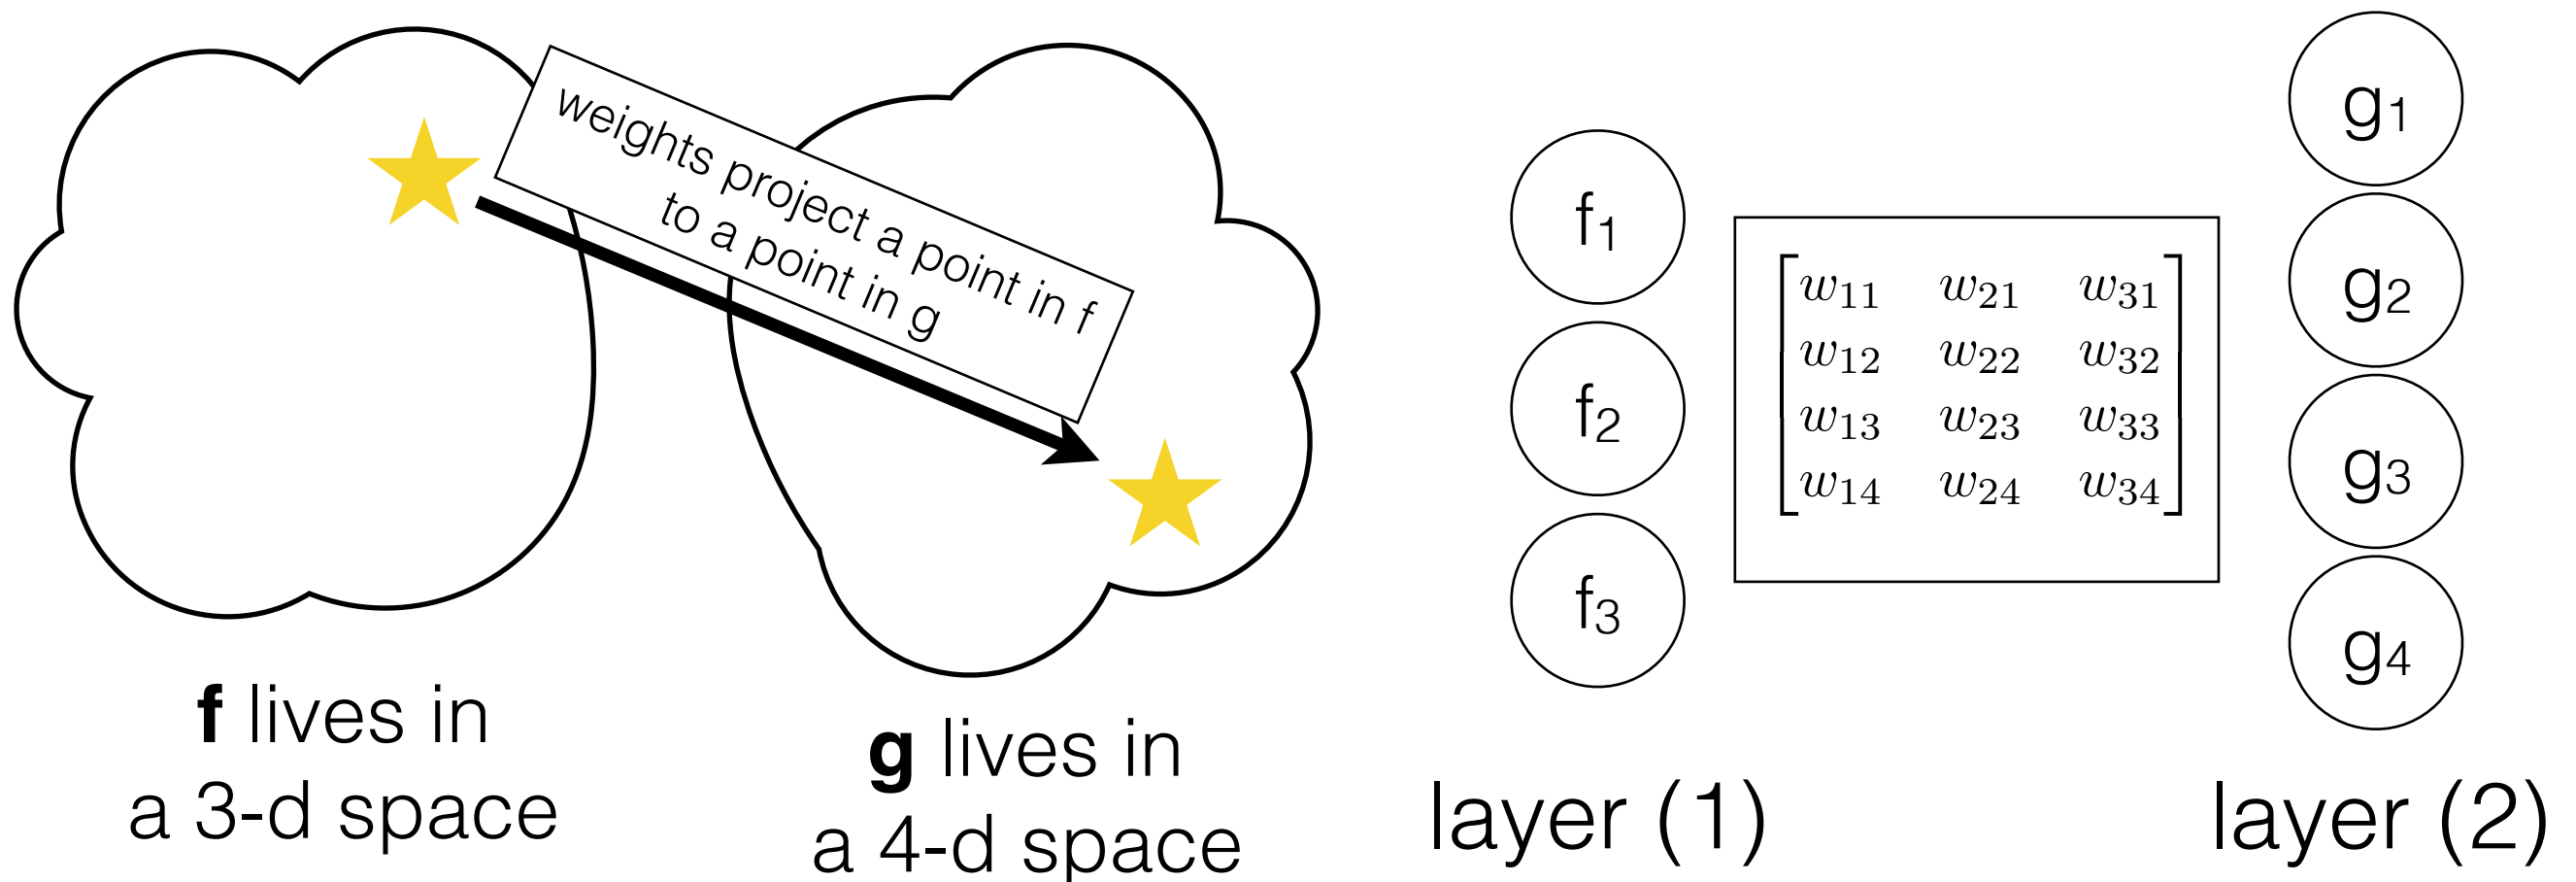 weights project a point in f
to a point in g
f lives in
a 3-d space
g lives in
a 4-d space
f₁
f₂
f₃
layer (1)
w₁₁ w₂₁ w₃₁
w₁₂ w₂₂ w₃₂
w₁₃ w₂₃ w₃₃
w₁₄ w₂₄ w₃₄
g₁
g₂
g₃
g₄
layer (2)